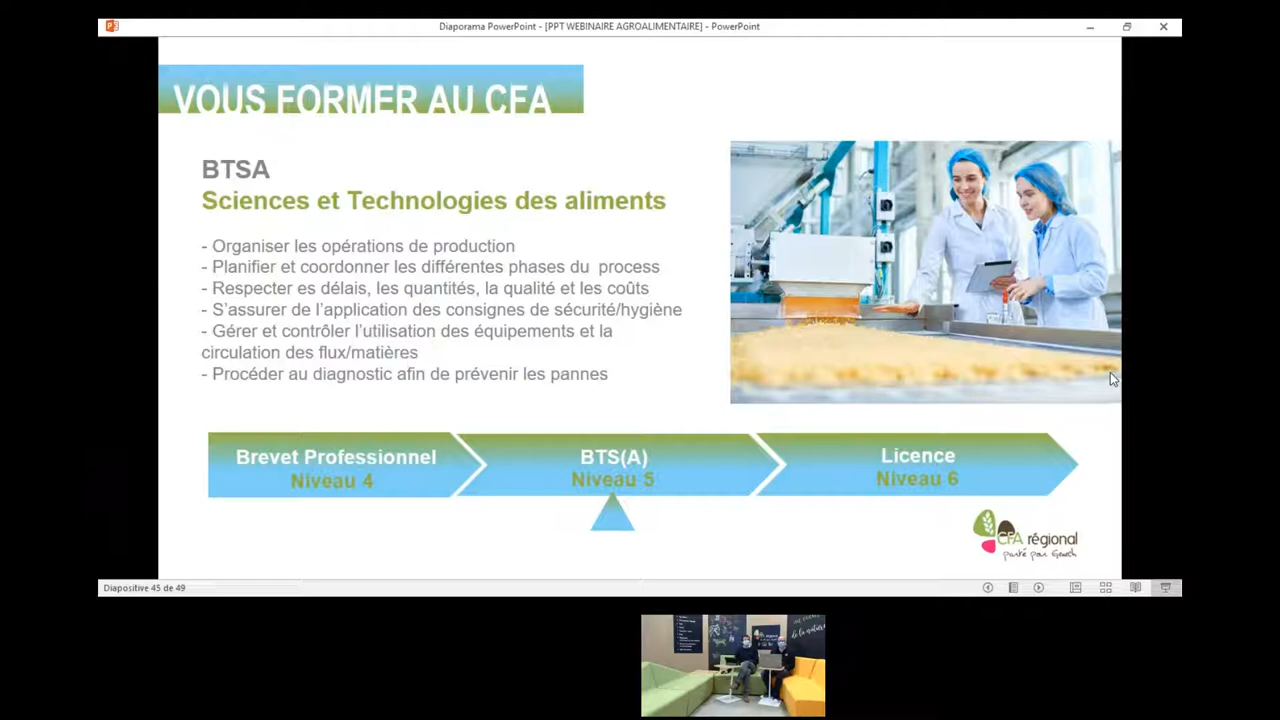 Diaporama PowerPoint - [PPT WEBINAIRE AGROALIMENTAIRE] - PowerPoint
VOUS FORMER AU CFA
BTSA
Sciences et Technologies des aliments
- Organiser les opérations de production
- Planifier et coordonner les différentes phases du process
- Respecter es délais, les quantités, la qualité et les coûts
- S’assurer de l’application des consignes de sécurité/hygiène
- Gérer et contrôler l’utilisation des équipements et la
circulation des flux/matières
- Procéder au diagnostic afin de prévenir les pannes
Brevet Professionnel
Niveau 4
BTS(A)
Niveau 5
Licence
Niveau 6
CFA régional
porté par Genech
Diapositive 45 de 49
de la nature